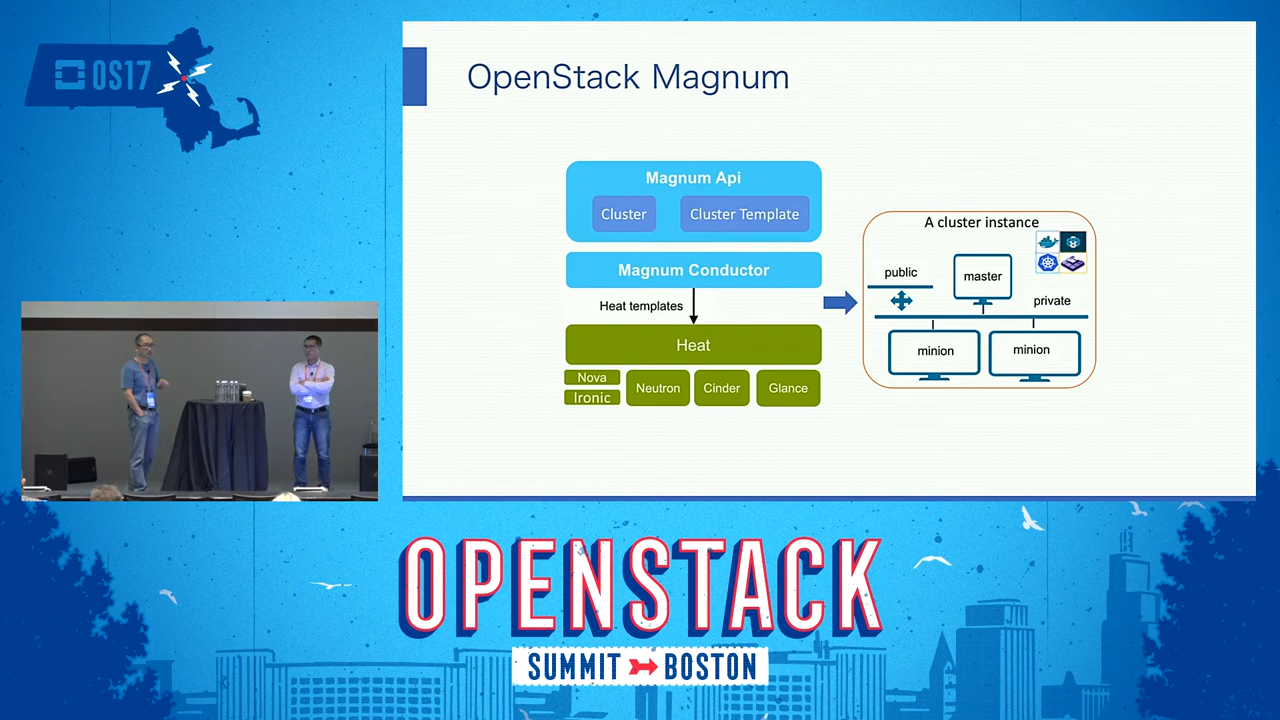 OS17
OpenStack Magnum
Magnum Api
Cluster
Cluster Template
Magnum Conductor
Heat templates
Heat
Nova
Ironic
Neutron
Cinder
Glance
A cluster instance
public
master
private
minion
minion
OPENSTACK
SUMMIT BOSTON